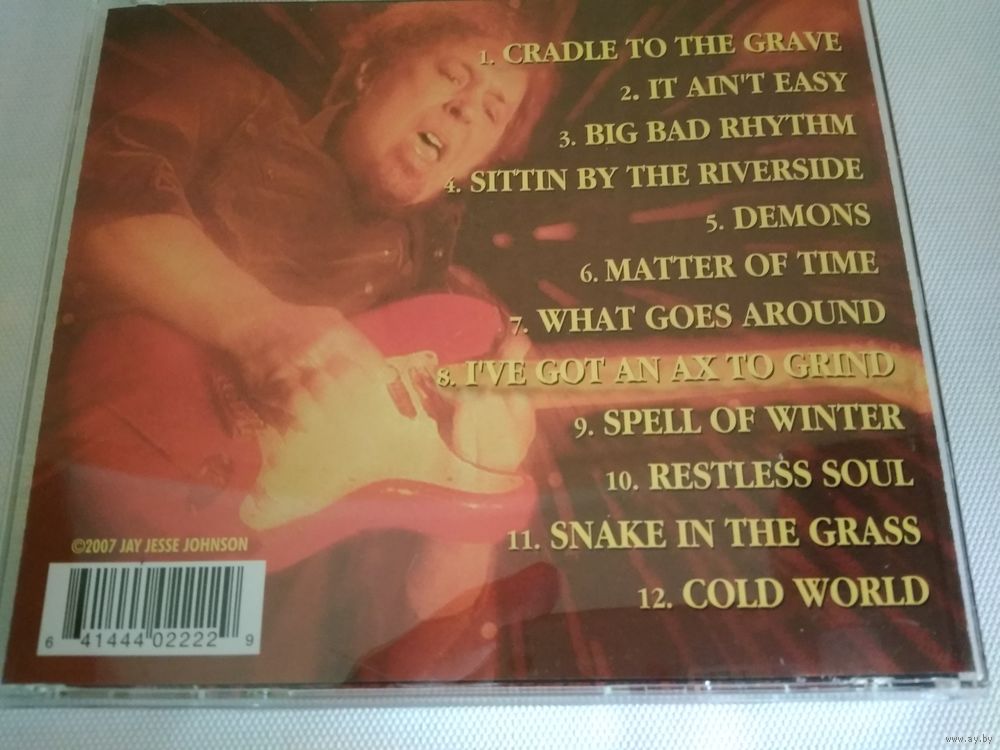 1. CRADLE TO THE GRAVE
2. IT AIN'T EASY
3. BIG BAD RHYTHM
4. SITTIN BY THE RIVERSIDE
5. DEMONS
6. MATTER OF TIME
7. WHAT GOES AROUND
8. I'VE GOT AN AX TO GRIND
9. SPELL OF WINTER
10. RESTLESS SOUL
11. SNAKE IN THE GRASS
12. COLD WORLD
©2007 JAY JESSE JOHNSON
6 41444 02222 9
www.ay.by